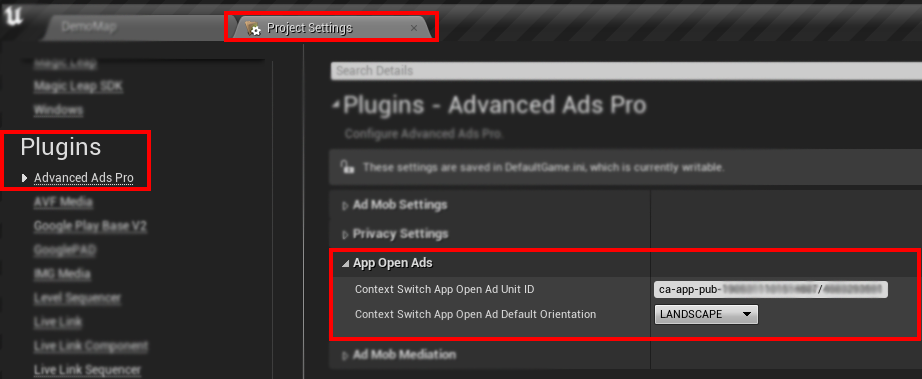 DemoMap
Project Settings
Magic Leap
Magic Leap SDK
Windows
Plugins
Advanced Ads Pro
AVF Media
Google Play Base V2
GooglePAD
IMG Media
Level Sequencer
Live Link
Live Link Component
Live Link Sequencer
Search Details
Plugins - Advanced Ads Pro
Configure Advanced Ads Pro.
These settings are saved in DefaultGame.ini, which is currently writable.
Ad Mob Settings
Privacy Settings
App Open Ads
Context Switch App Open Ad Unit ID ca-app-pub-
Context Switch App Open Ad Default Orientation LANDSCAPE
Ad Mob Mediation